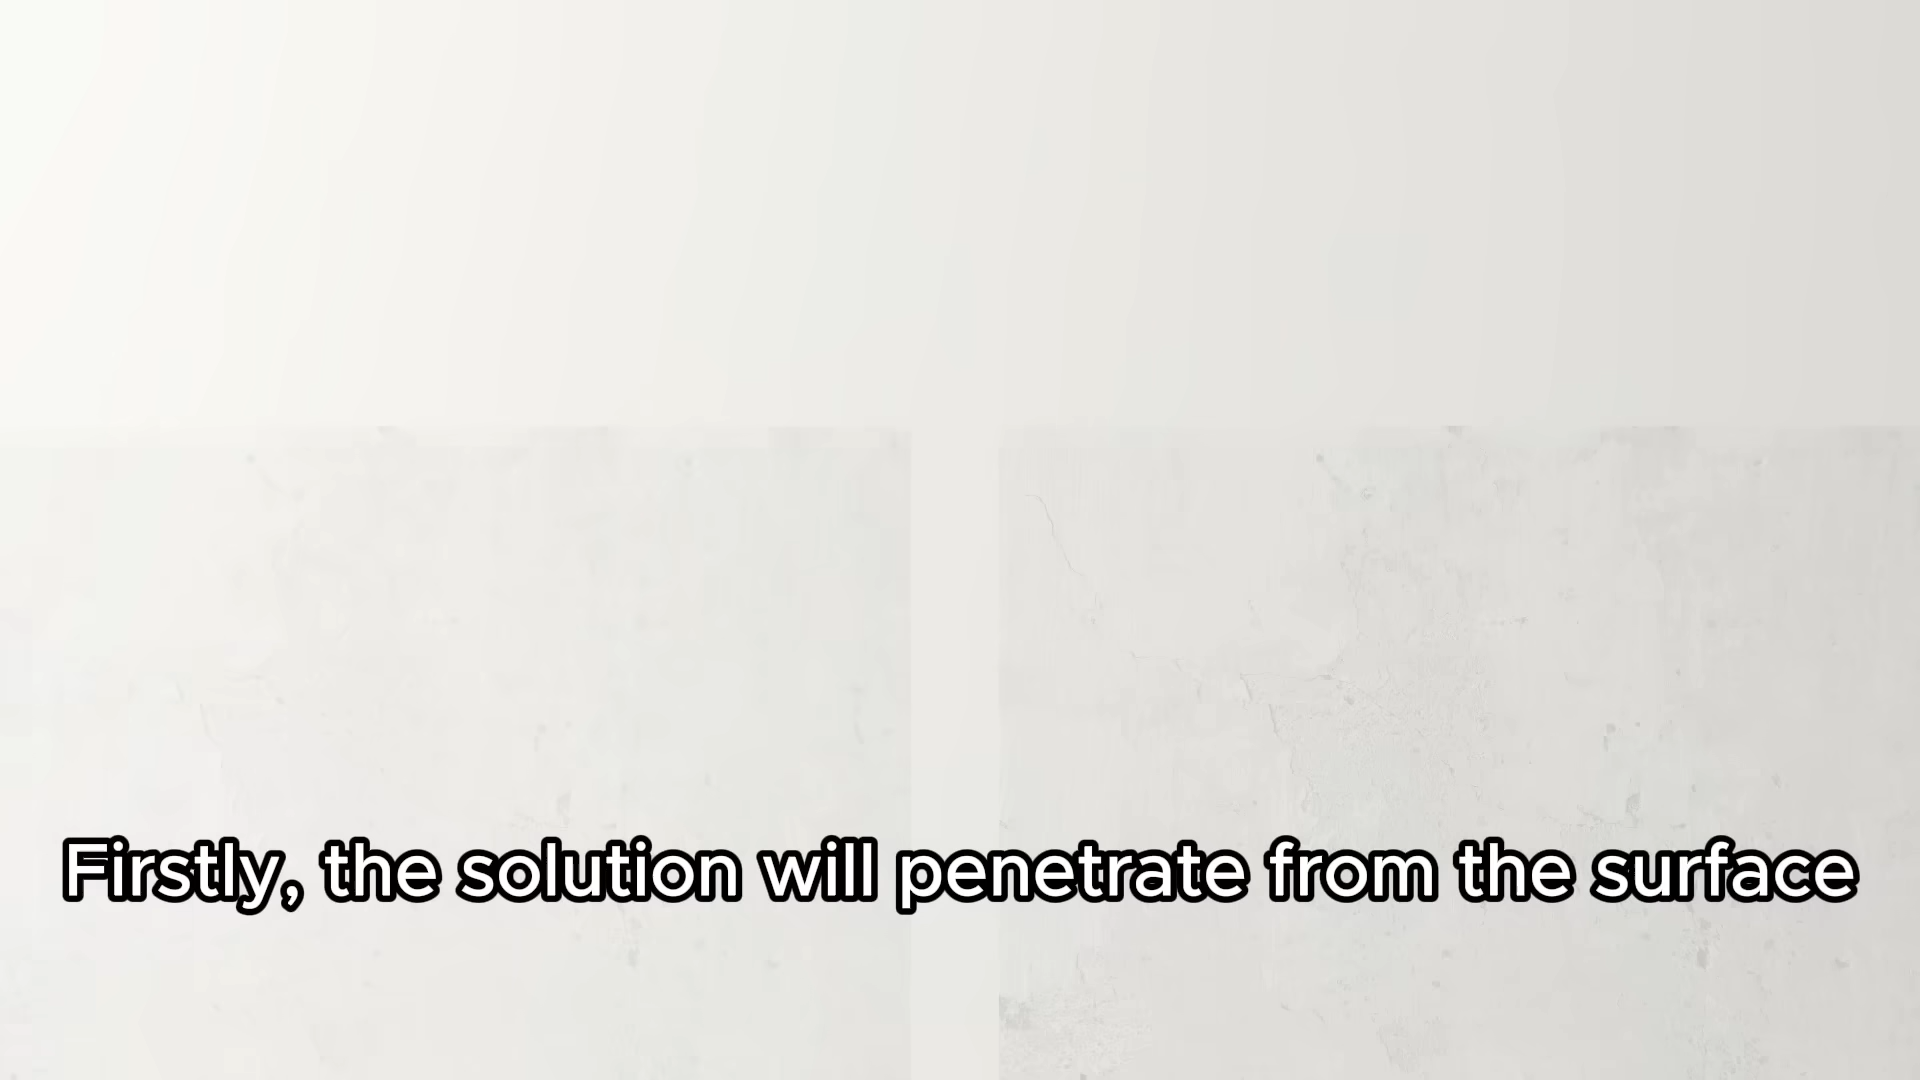 Firstly, the solution will penetrate from the surface